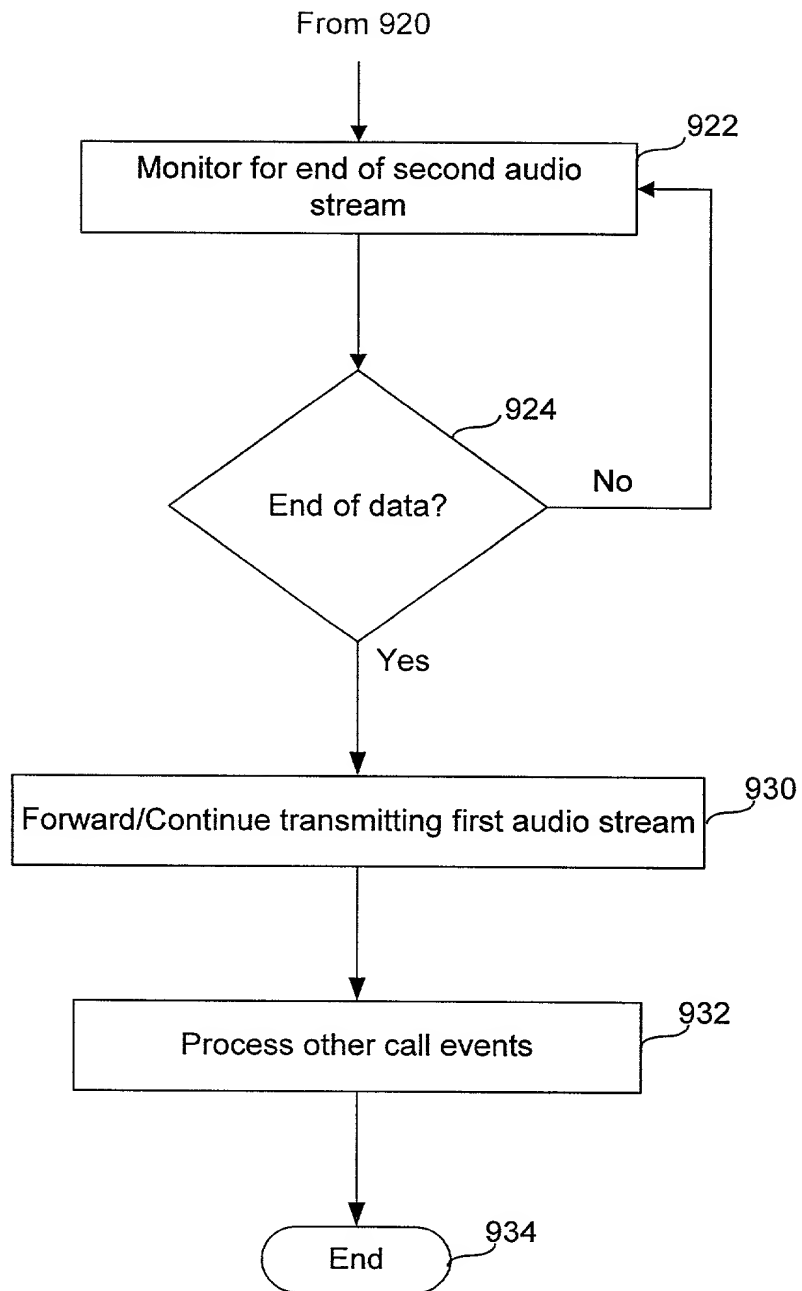 From 920
922
Monitor for end of second audio
stream
924
End of data?
No
Yes
930
Forward/Continue transmitting first audio stream
932
Process other call events
934
End